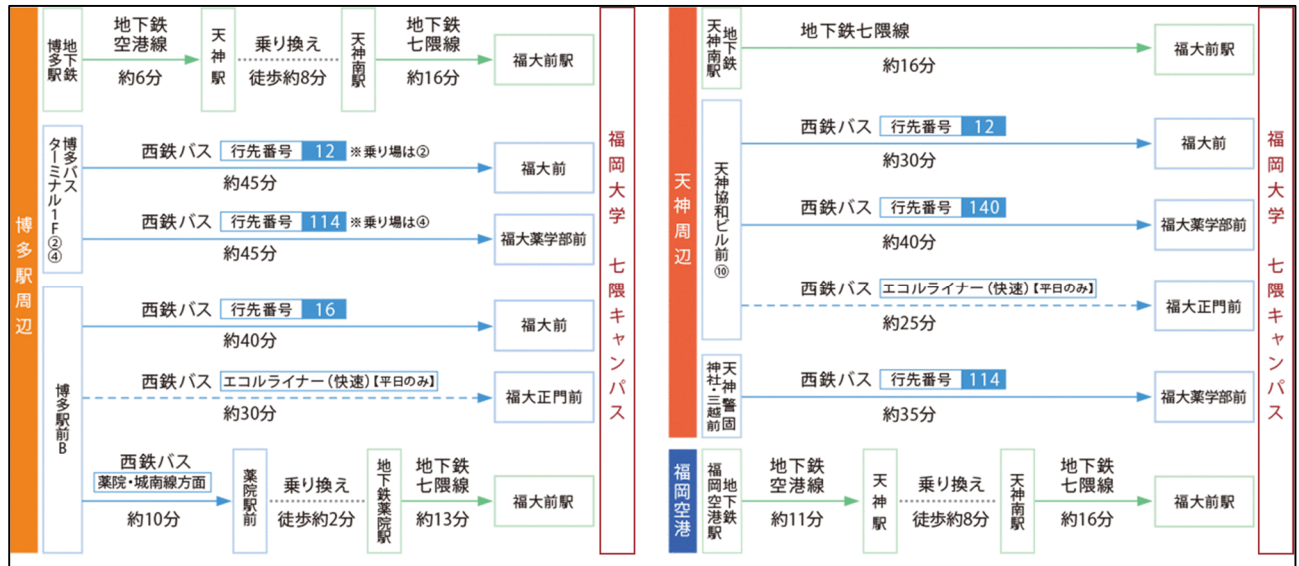 博多駅周辺
地下鉄
博多駅
地下鉄
空港線
約6分
天神駅
乗り換え
徒歩約8分
天神南駅
地下鉄
七隈線
約16分
福大前駅
博多バス
ターミナル1F②④
西鉄バス 行先番号 12 ※乗り場は②
約45分
福大前
西鉄バス 行先番号 114 ※乗り場は④
約45分
福大薬学部前
博多駅前B
西鉄バス 行先番号 16
約40分
福大前
西鉄バス エコルライナー(快速)【平日のみ】
約30分
福大正門前
西鉄バス
薬院・城南線方面
約10分
薬院駅前
乗り換え
徒歩約2分
地下鉄薬院駅
地下鉄
七隈線
約13分
福大前駅
福岡大学 七隈キャンパス
天神周辺
地下鉄
天神南駅
地下鉄七隈線
約16分
福大前駅
天神協和ビル前⑩
西鉄バス 行先番号 12
約30分
福大前
西鉄バス 行先番号 140
約40分
福大薬学部前
西鉄バス エコルライナー(快速)【平日のみ】
約25分
福大正門前
天神警固
神社・三越前
西鉄バス 行先番号 114
約35分
福大薬学部前
福岡空港
地下鉄
福岡空港駅
地下鉄
空港線
約11分
天神駅
乗り換え
徒歩約8分
天神南駅
地下鉄
七隈線
約16分
福大前駅
福岡大学 七隈キャンパス